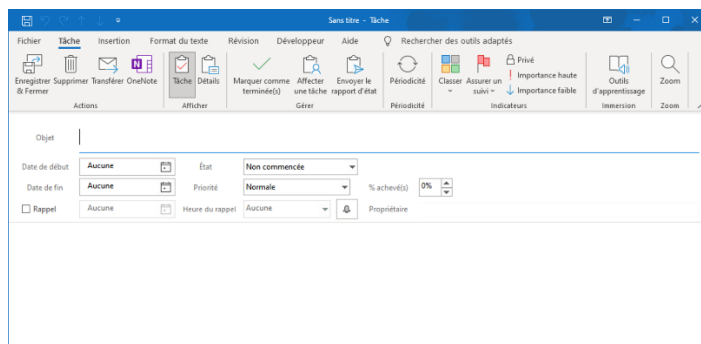 Sans titre - Tâche
Fichier Tâche Insertion Format du texte Révision Développeur Aide Rechercher des outils adaptés
Enregistrer & Fermer
Supprimer
Transférer
OneNote
Actions
Tâche
Détails
Afficher
Marquer comme terminée(s)
Affecter une tâche
Envoyer le rapport d'état
Gérer
Périodicité
Périodicité
Classer
Assurer un suivi
Privé
Importance haute
Importance faible
Indicateurs
Outils d'apprentissage
Immersion
Zoom
Zoom
Objet
Date de début Aucune État Non commencée
Date de fin Aucune Priorité Normale % achevé(s) 0%
Rappel Aucune Heure du rappel Aucune Propriétaire